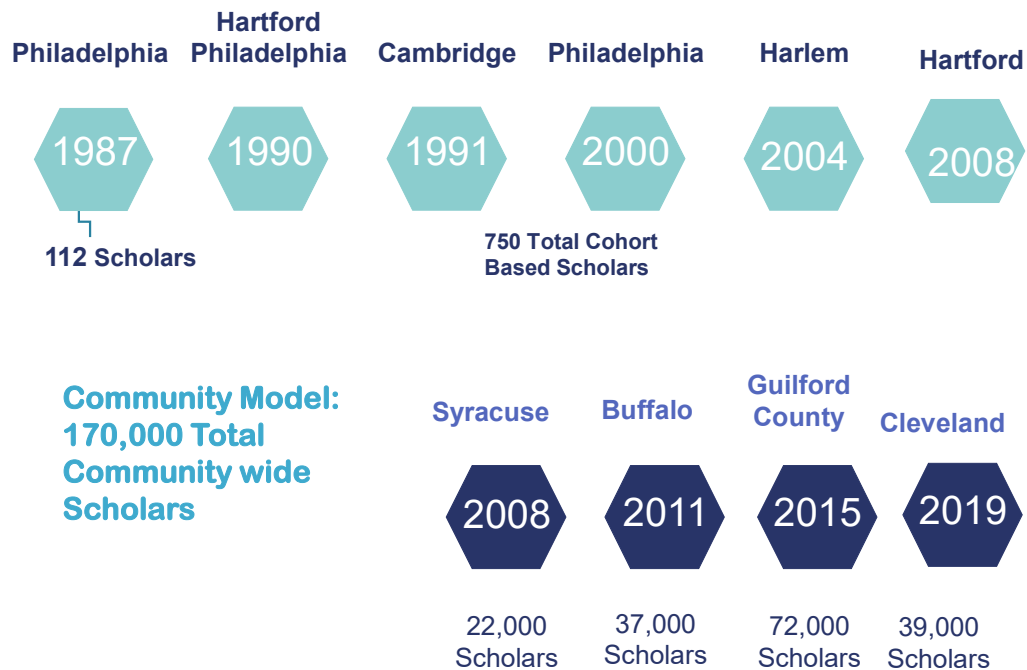 Philadelphia
Hartford
Philadelphia
Cambridge
Philadelphia
Harlem
Hartford
1987
1990
1991
2000
2004
2008
112 Scholars
750 Total Cohort
Based Scholars
Community Model:
170,000 Total
Community wide
Scholars
Syracuse
Buffalo
Guilford
County
Cleveland
2008
2011
2015
2019
22,000
Scholars
37,000
Scholars
72,000
Scholars
39,000
Scholars